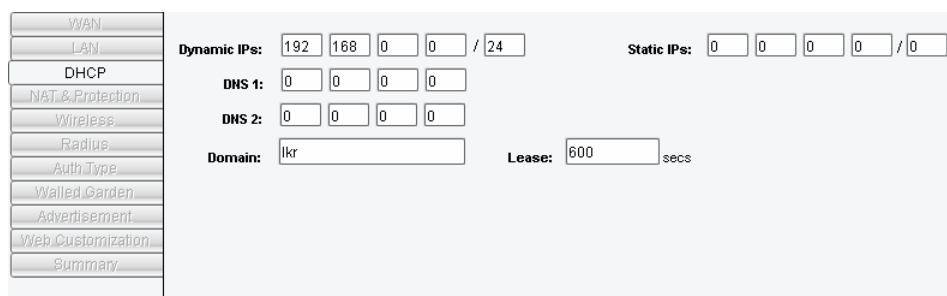 WAN
LAN
DHCP
NAT & Protection
Wireless
Radius
Auth Type
Walled Garden
Advertisement
Web Customization
Summary
Dynamic IPs: 192 168 0 0 / 24 Static IPs: 0 0 0 0 / 0
DNS 1: 0 0 0 0
DNS 2: 0 0 0 0
Domain: lkr Lease: 600 secs